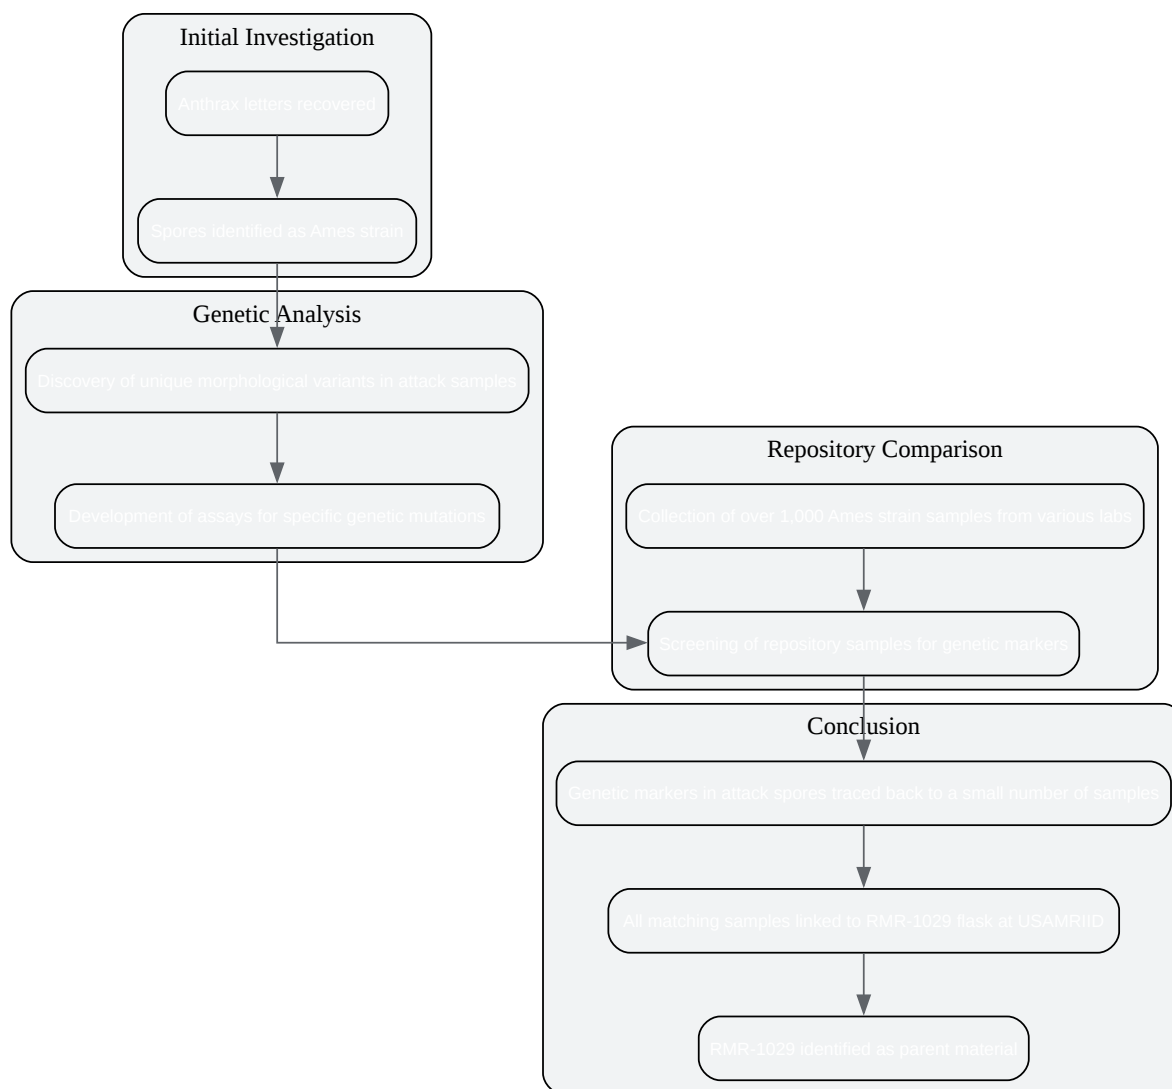 Initial Investigation
Anthrax letters recovered
Spores identified as Ames strain
Genetic Analysis
Discovery of unique morphological variants in attack samples
Development of assays for specific genetic mutations
Repository Comparison
Collection of over 1,000 Ames strain samples from various labs
Screening of repository samples for genetic markers
Conclusion
Genetic markers in attack spores traced back to a small number of samples
All matching samples linked to RMR-1029 flask at USAMRIID
RMR-1029 identified as parent material